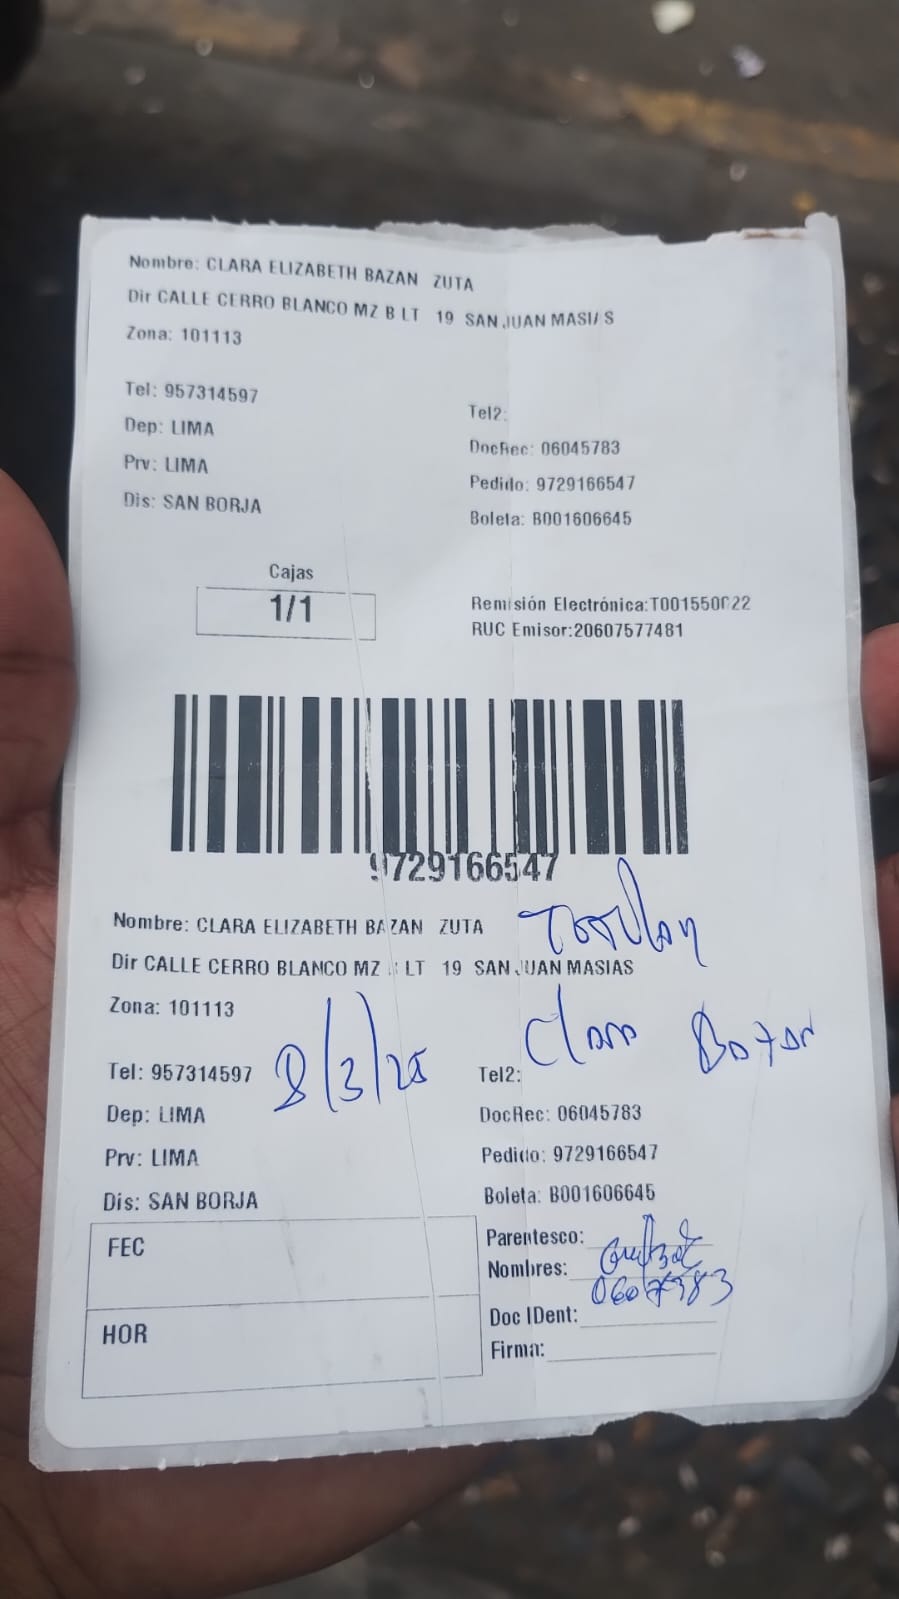 Nombre: CLARA ELIZABETH BAZAN ZUTA
Dir CALLE CERRO BLANCO MZ B LT 19 SAN JUAN MASIAS
Zona: 101113
Tel: 957314597
Tel2:
Dep: LIMA
DocRec: 06045783
Prv: LIMA
Pedido: 9729166547
Dis: SAN BORJA
Boleta: B001606645
Cajas
1/1
Remisión Electrónica:T001550022
RUC Emisor:20607577481
9729166547
Titular
Nombre: CLARA ELIZABETH BAZAN ZUTA
Dir CALLE CERRO BLANCO MZ LT 19 SAN JUAN MASIAS
Clara Bazan
Zona: 101113
8/3/25
Tel: 957314597
Tel2:
Dep: LIMA
DocRec: 06045783
Prv: LIMA
Pedido: 9729166547
Dis: SAN BORJA
Boleta: B001606645
FEC
Parentesco:
Nombres:
Doc IDent:
HOR
Firma: